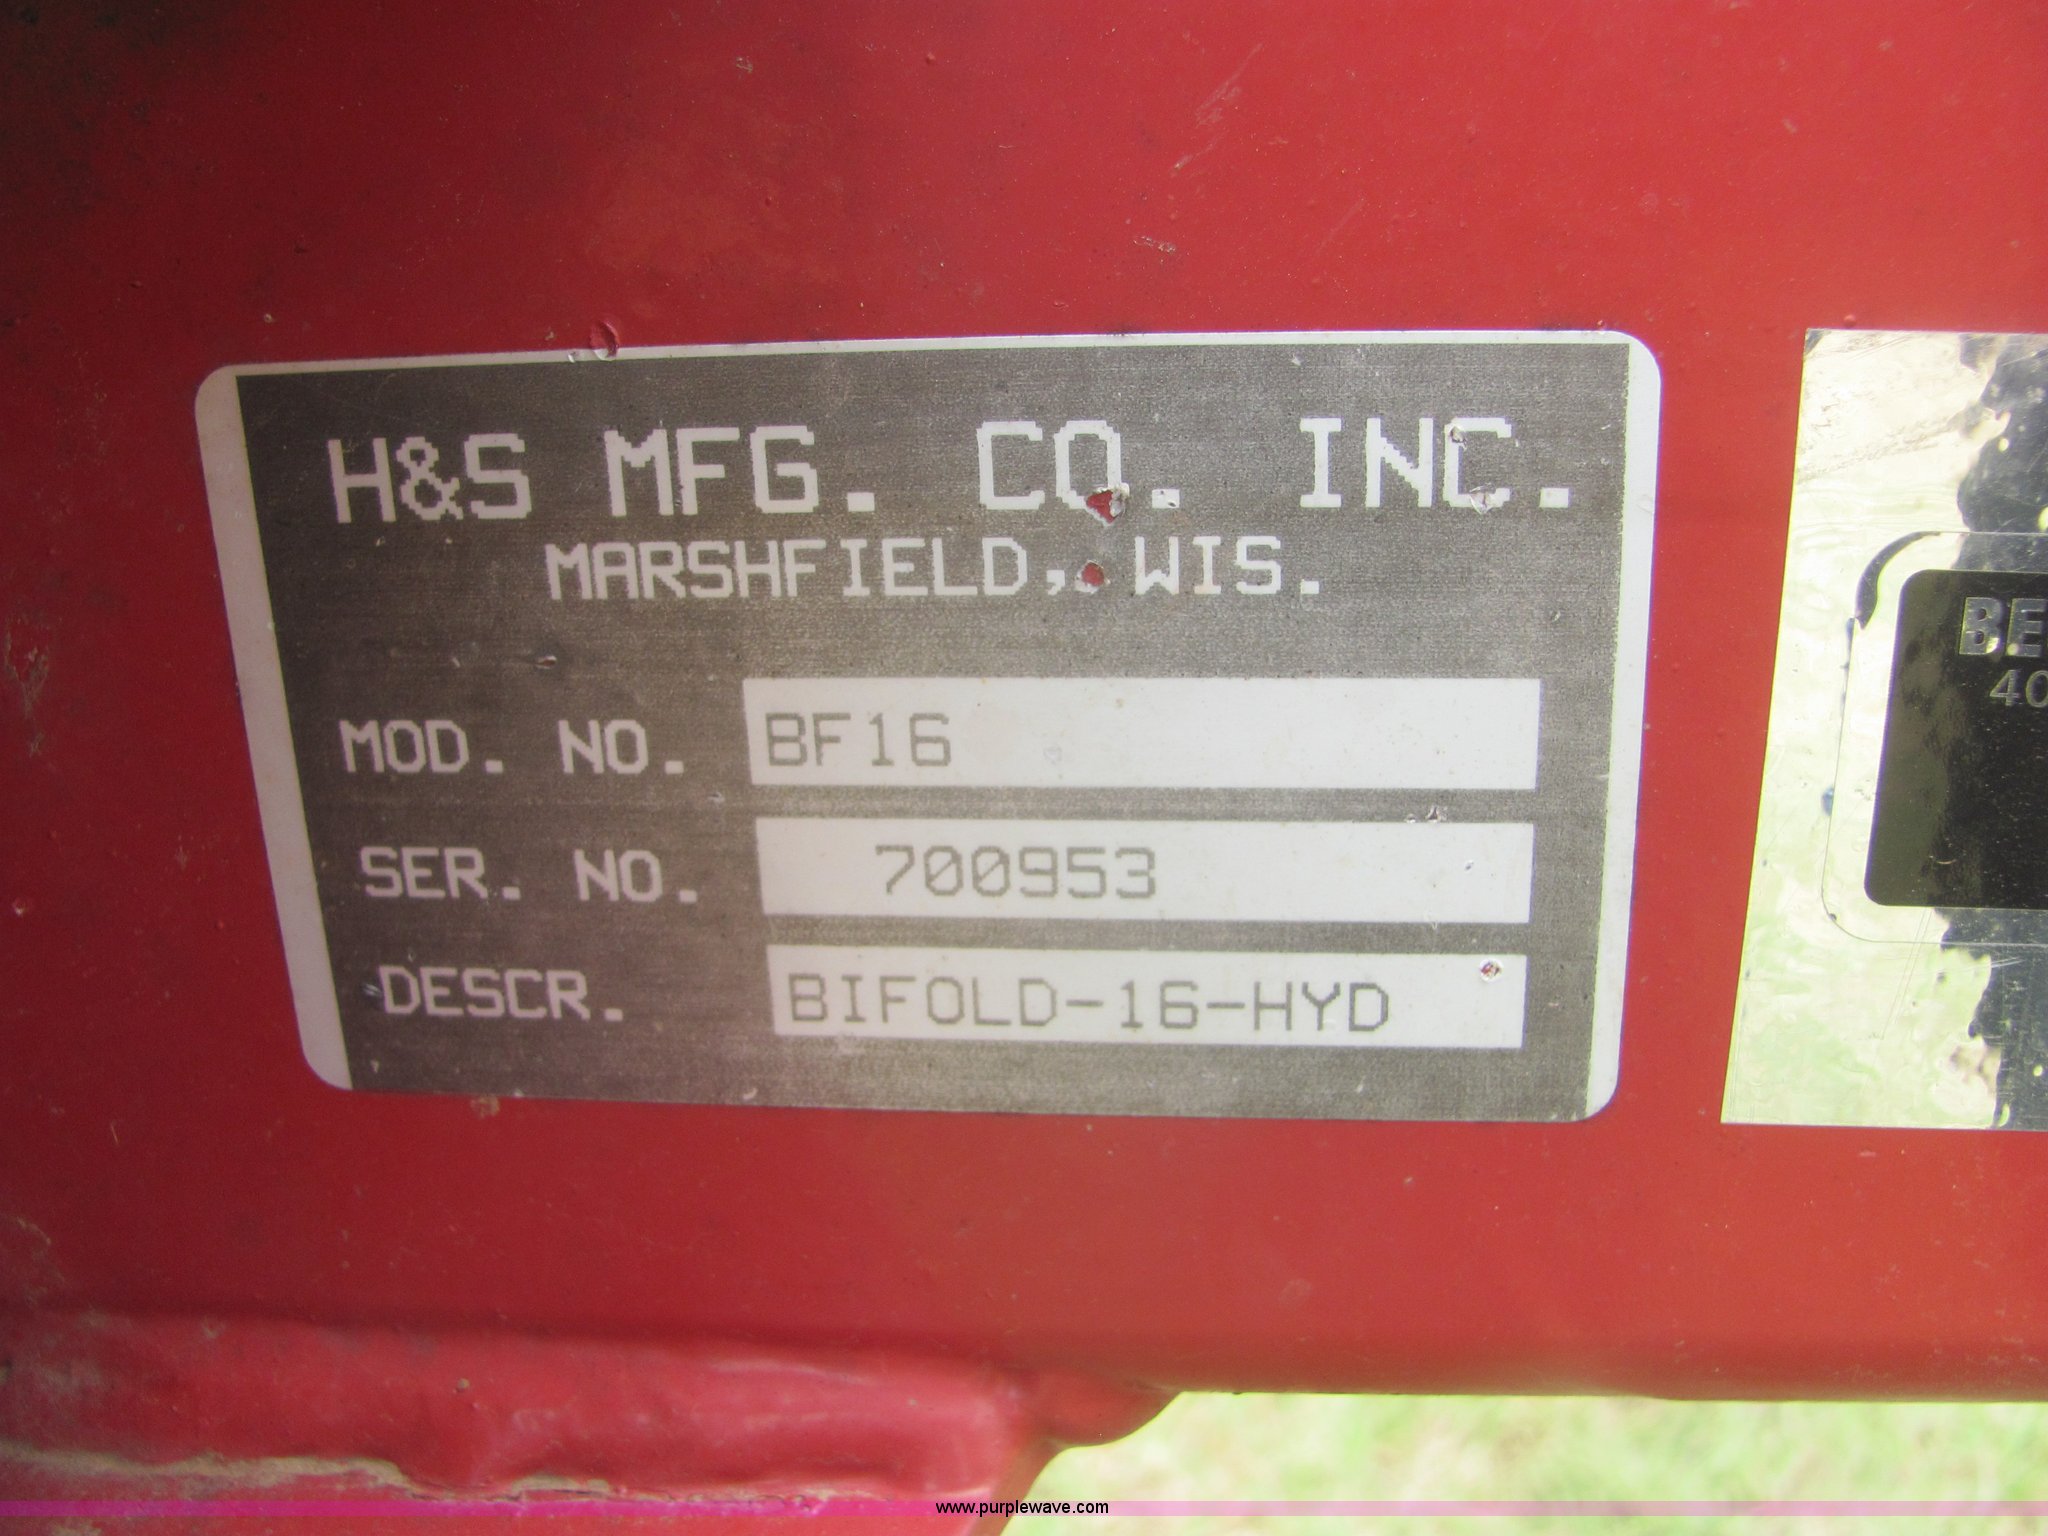 H&S MFG. CO. INC.
MARSHFIELD, WIS.
MOD. NO. BF16
SER. NO. 700953
DESCR. BIFOLD-16-HYD
www.purplewave.com